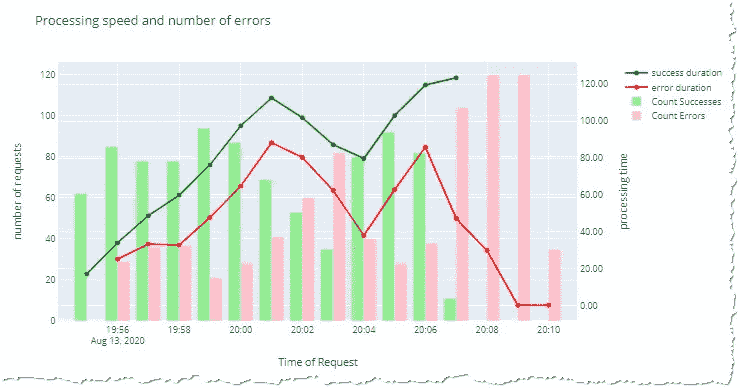 Processing speed and number of errors
120
100
80
60
40
20
0
number of requests
120.00
100.00
80.00
60.00
40.00
20.00
0.00
processing time
success duration
error duration
Count Successes
Count Errors
19:56
Aug 13, 2020
19:58
20:00
20:02
20:04
20:06
20:08
20:10
Time of Request